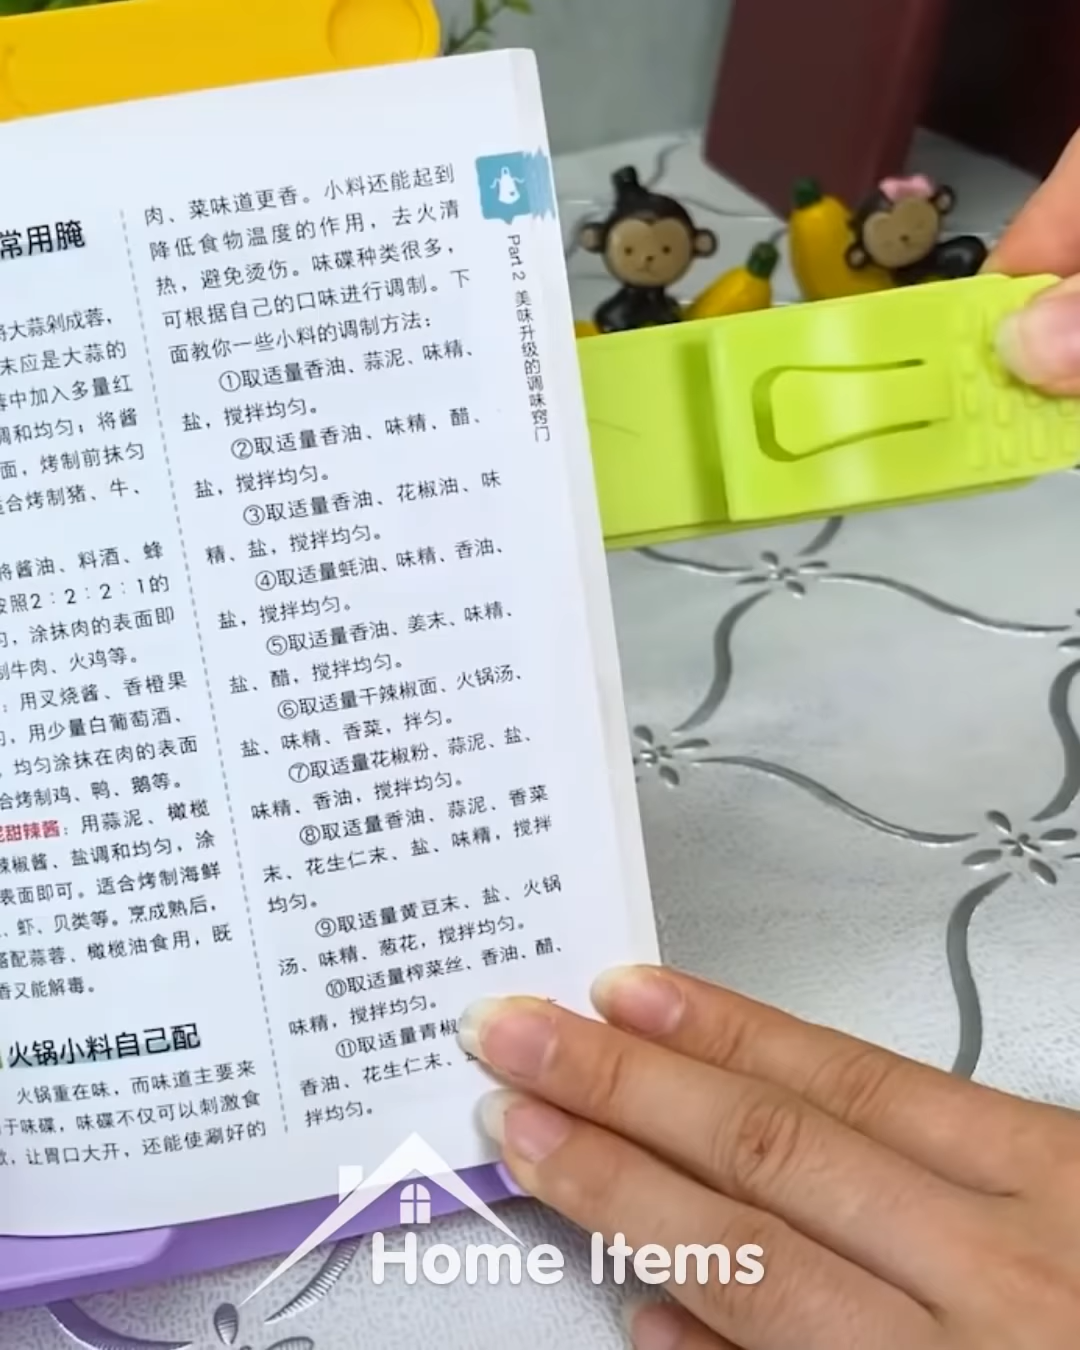 常用腌
将大蒜剁成蓉，
末应是大蒜的
蓉中加入多量红
调和均匀；将酱
面，烤制前抹匀
适合烤制猪、牛、
将酱油、料酒、蜂
按照2：2：2：1的
匀，涂抹肉的表面即
制牛肉、火鸡等。
：用叉烧酱、香橙果
匀，用少量白葡萄酒、
，均匀涂抹在肉的表面
合烤制鸡、鸭、鹅等。
甜辣酱：用蒜泥、橄榄
辣椒酱、盐调和均匀，涂
表面即可。适合烤制海鲜
、虾、贝类等。烹成熟后，
搭配蒜蓉、橄榄油食用，既
香又能解毒。
火锅小料自己配
火锅重在味，而味道主要来
于味碟，味碟不仅可以刺激食
欲，让胃口大开，还能使涮好的
肉、菜味道更香。小料还能起到
降低食物温度的作用，去火清
热，避免烫伤。味碟种类很多，
可根据自己的口味进行调制。下
面教你一些小料的调制方法：
①取适量香油、蒜泥、味精、
盐，搅拌均匀。
②取适量香油、味精、醋、
盐，搅拌均匀。
③取适量香油、花椒油、味
精、盐，搅拌均匀。
④取适量蚝油、味精、香油、
盐，搅拌均匀。
⑤取适量香油、姜末、味精、
盐、醋，搅拌均匀。
⑥取适量干辣椒面、火锅汤、
盐、味精、香菜，拌匀。
⑦取适量花椒粉、蒜泥、盐、
味精、香油，搅拌均匀。
⑧取适量香油、蒜泥、香菜
末、花生仁末、盐、味精，搅拌
均匀。
⑨取适量黄豆末、盐、火锅
汤、味精、葱花，搅拌均匀。
⑩取适量榨菜丝、香油、醋、
味精，搅拌均匀。
⑪取适量青椒
香油、花生仁末、
拌均匀。
Part 2 美味升级的调味窍门
Home Items